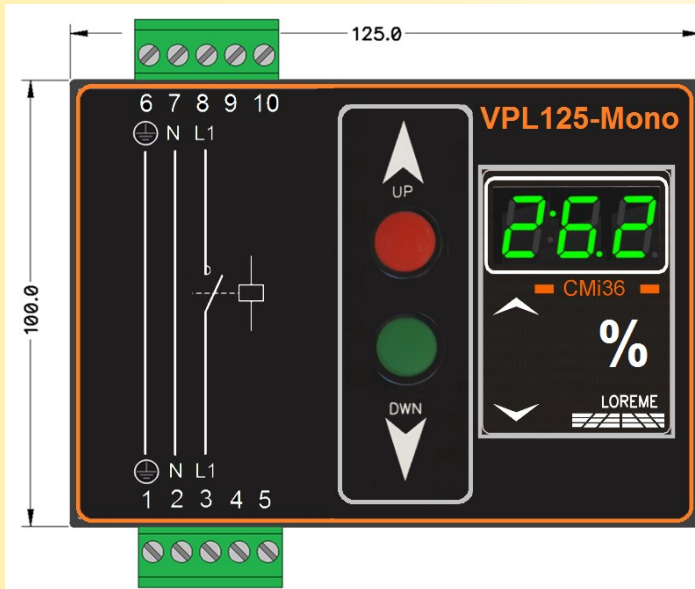 125.0
100.0
6 7 8 9 10
N L1
UP
VPL125-Mono
26.2
CMi36
%
LOREME
DWN
N L1
1 2 3 4 5